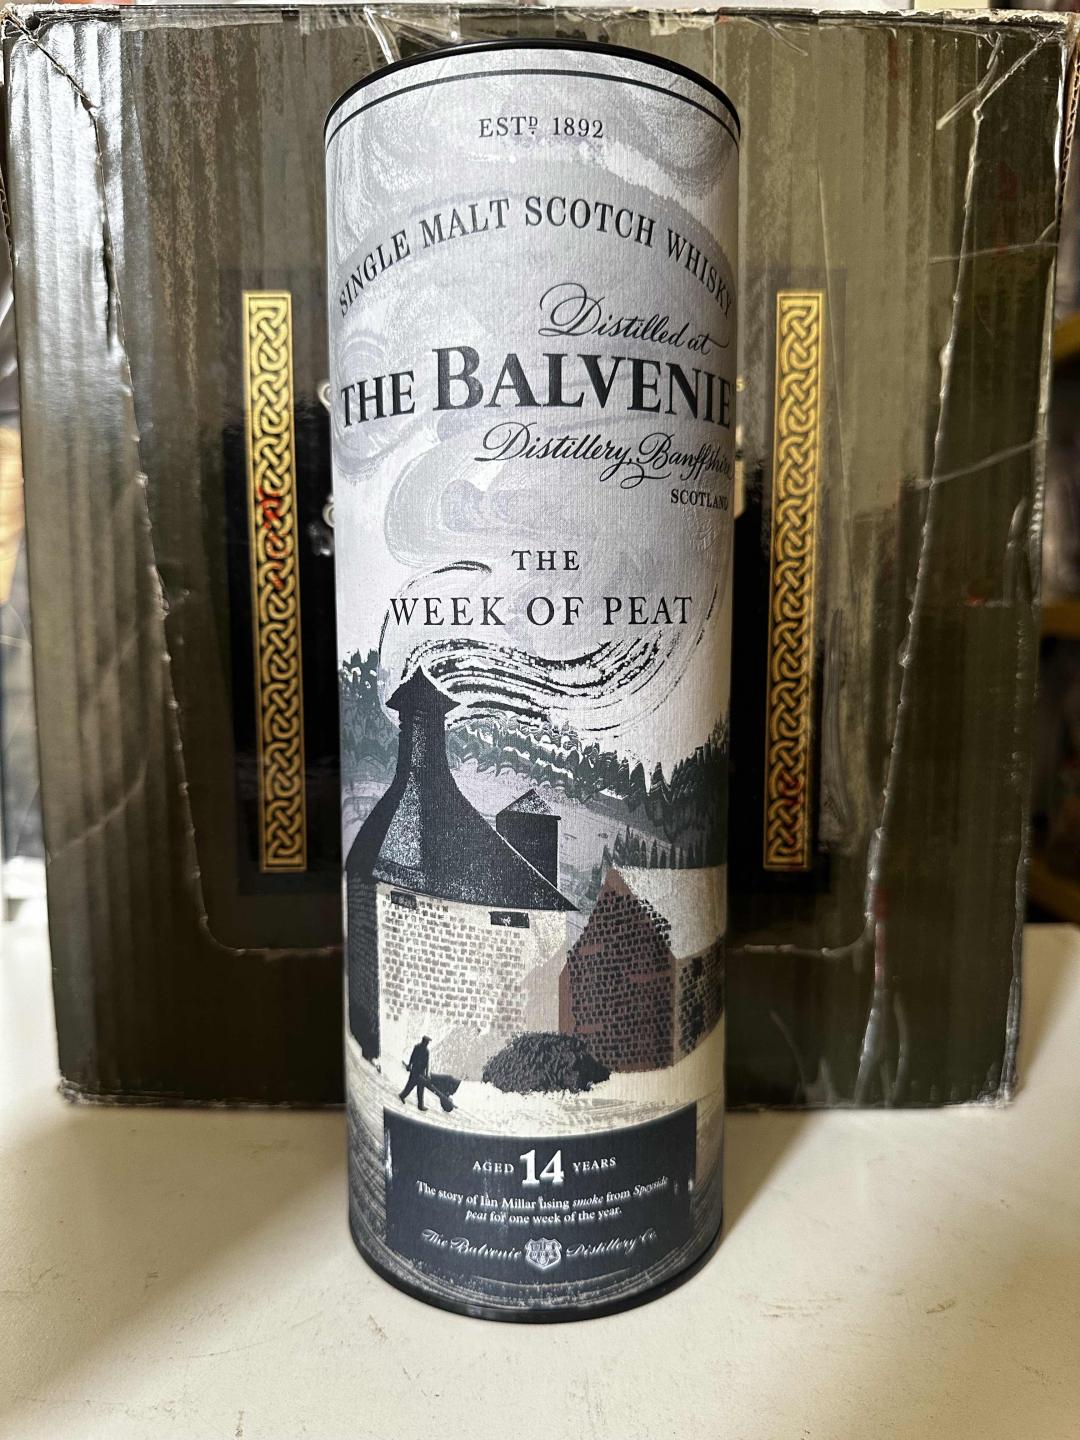 ESTD. 1892
SINGLE MALT SCOTCH WHISKY
Distilled at
THE BALVENIE
Distillery, Banffshire
SCOTLAND
THE
WEEK OF PEAT
AGED 14 YEARS
The story of Ian Millar using smoke from Speyside
peat for one week of the year.
The Balvenie Distillery Co.